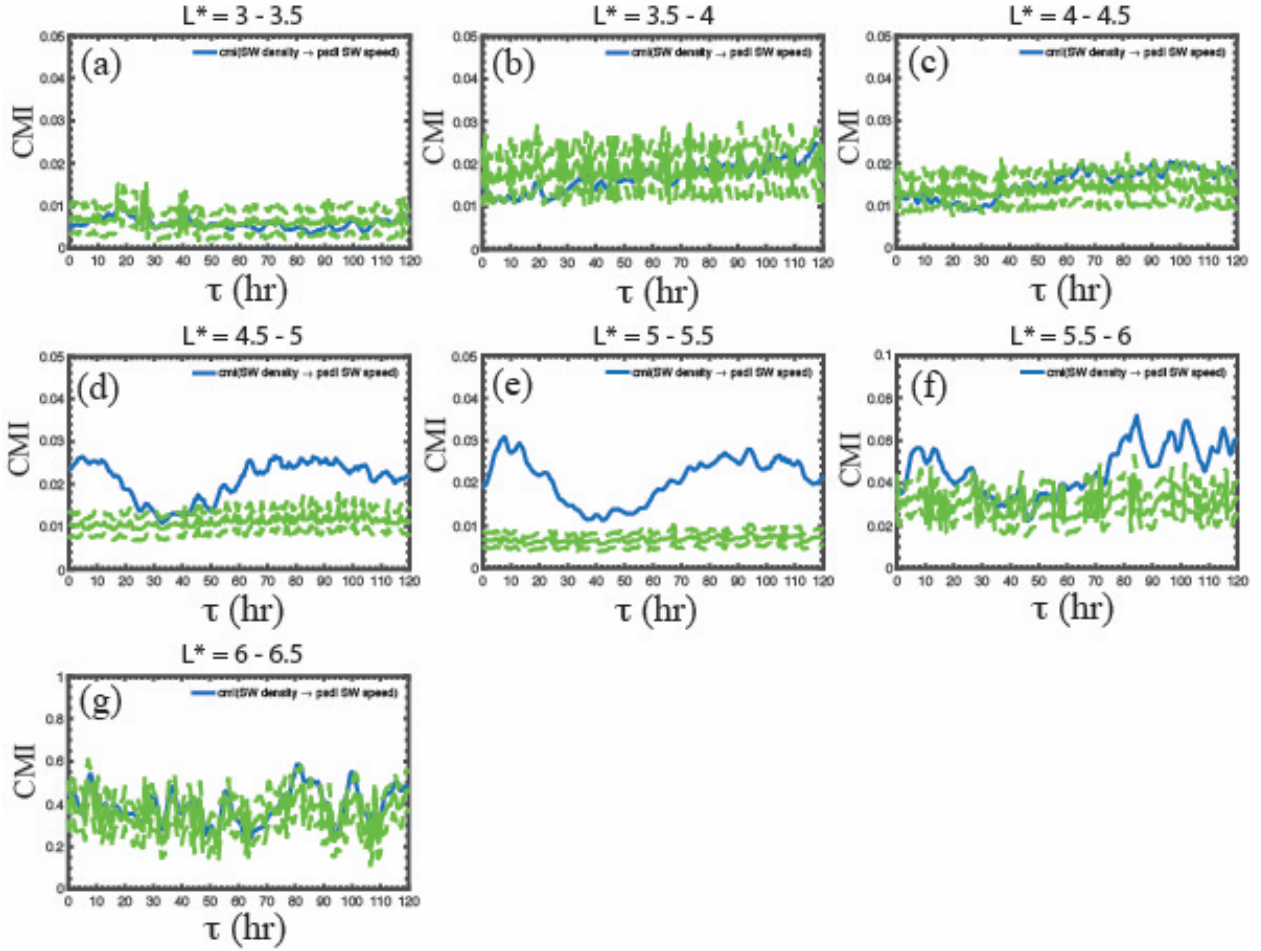 L* = 3 - 3.5
(a)
cmi(SW density → psd| SW speed)
0.05
0.04
0.03
0.02
0.01
0
CMI
0 10 20 30 40 50 60 70 80 90 100 110 120
τ (hr)
L* = 3.5 - 4
(b)
cmi(SW density → psd| SW speed)
0.05
0.04
0.03
0.02
0.01
0
CMI
0 10 20 30 40 50 60 70 80 90 100 110 120
τ (hr)
L* = 4 - 4.5
(c)
cmi(SW density → psd| SW speed)
0.05
0.04
0.03
0.02
0.01
0
CMI
0 10 20 30 40 50 60 70 80 90 100 110 120
τ (hr)
L* = 4.5 - 5
(d)
cmi(SW density → psd| SW speed)
0.05
0.04
0.03
0.02
0.01
0
CMI
0 10 20 30 40 50 60 70 80 90 100 110 120
τ (hr)
L* = 5 - 5.5
(e)
cmi(SW density → psd| SW speed)
0.05
0.04
0.03
0.02
0.01
0
CMI
0 10 20 30 40 50 60 70 80 90 100 110 120
τ (hr)
L* = 5.5 - 6
(f)
cmi(SW density → psd| SW speed)
0.1
0.08
0.06
0.04
0.02
0
CMI
0 10 20 30 40 50 60 70 80 90 100 110 120
τ (hr)
L* = 6 - 6.5
(g)
cmi(SW density → psd| SW speed)
1
0.8
0.6
0.4
0.2
0
CMI
0 10 20 30 40 50 60 70 80 90 100 110 120
τ (hr)